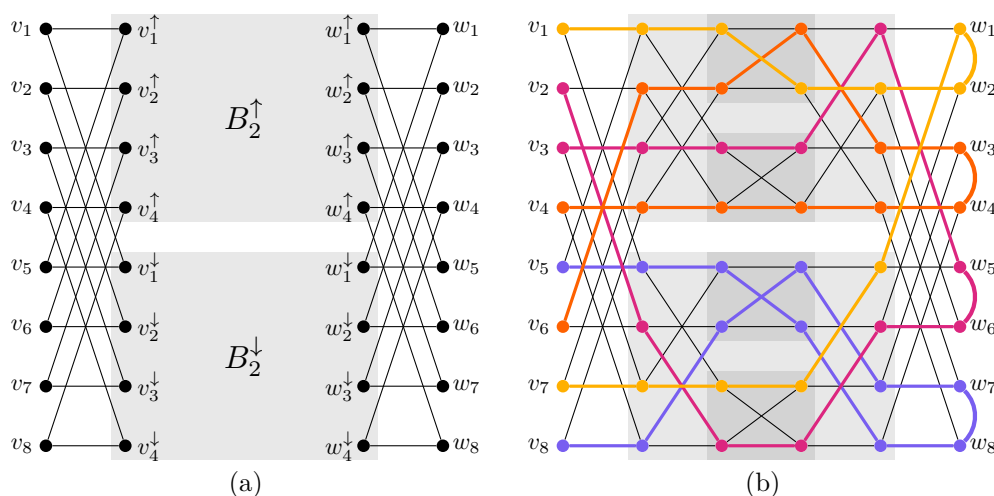 v₁ v₁↑ w₁↑ w₁ v₁ w₁
v₂ v₂↑ w₂↑ w₂ v₂ w₂
B₂↑
v₃ v₃↑ w₃↑ w₃ v₃ w₃
v₄ v₄↑ w₄↑ w₄ v₄ w₄
v₅ v₁↓ w₁↓ w₅ v₅ w₅
v₆ v₂↓ w₂↓ w₆ v₆ w₆
B₂↓
v₇ v₃↓ w₃↓ w₇ v₇ w₇
v₈ v₄↓ w₄↓ w₈ v₈ w₈
(a) (b)